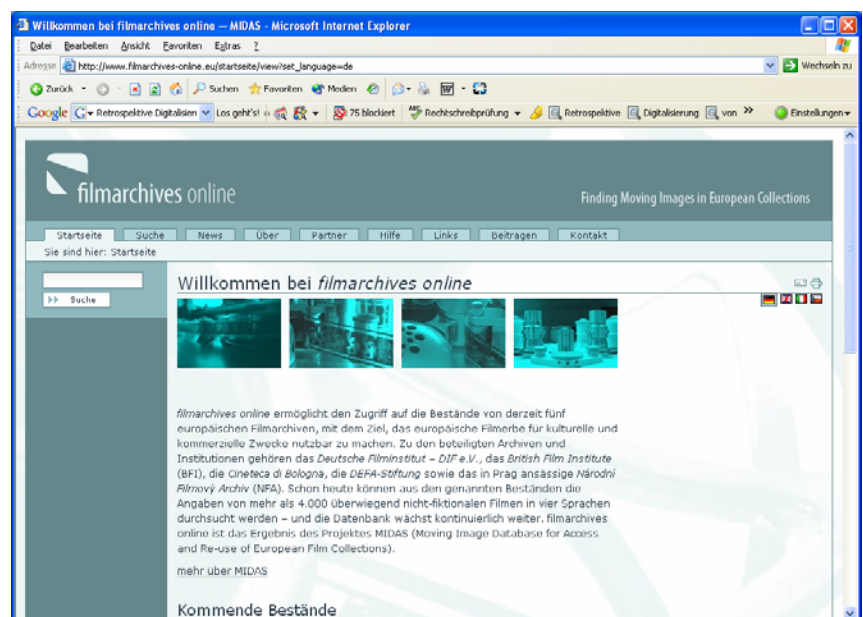 Willkommen bei filmarchives online — MIDAS - Microsoft Internet Explorer
Datei Bearbeiten Ansicht Favoriten Extras ?
Adresse http://www.filmarchives-online.eu/startseite/view?set_language=de Wechseln zu
Zurück Suchen Favoriten Medien
Google Retrospektive Digitalisien Los geht's! 75 blockiert Rechtschreibprüfung Retrospektive Digitalisierung von » Einstellungen
filmarchives online
Finding Moving Images in European Collections
Startseite Suche News Über Partner Hilfe Links Beitragen Kontakt
Sie sind hier: Startseite
Suche
Willkommen bei filmarchives online
filmarchives online ermöglicht den Zugriff auf die Bestände von derzeit fünf
europäischen Filmarchiven, mit dem Ziel, das europäische Filmerbe für kulturelle und
kommerzielle Zwecke nutzbar zu machen. Zu den beteiligten Archiven und
Institutionen gehören das Deutsche Filminstitut – DIF e.V., das British Film Institute
(BFI), die Cineteca di Bologna, die DEFA-Stiftung sowie das in Prag ansässige Národní
Filmový Archiv (NFA). Schon heute können aus den genannten Beständen die
Angaben von mehr als 4.000 überwiegend nicht-fiktionalen Filmen in vier Sprachen
durchsucht werden – und die Datenbank wächst kontinuierlich weiter. filmarchives
online ist das Ergebnis des Projektes MIDAS (Moving Image Database for Access
and Re-use of European Film Collections).
mehr über MIDAS
Kommende Bestände